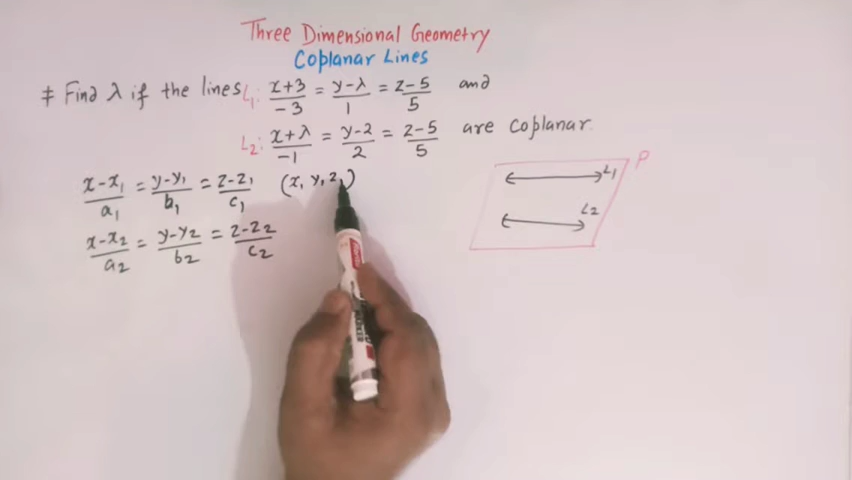 Three Dimensional Geometry
Coplanar Lines
# Find λ if the lines L₁: x+3/-3 = y-λ/1 = z-5/5 and
L₂: x+λ/-1 = y-2/2 = z-5/5 are coplanar.
x-x₁/a₁ = y-y₁/b₁ = z-z₁/c₁ (x₁ y₁ z₁)
x-x₂/a₂ = y-y₂/b₂ = z-z₂/c₂
P
L₁
L₂